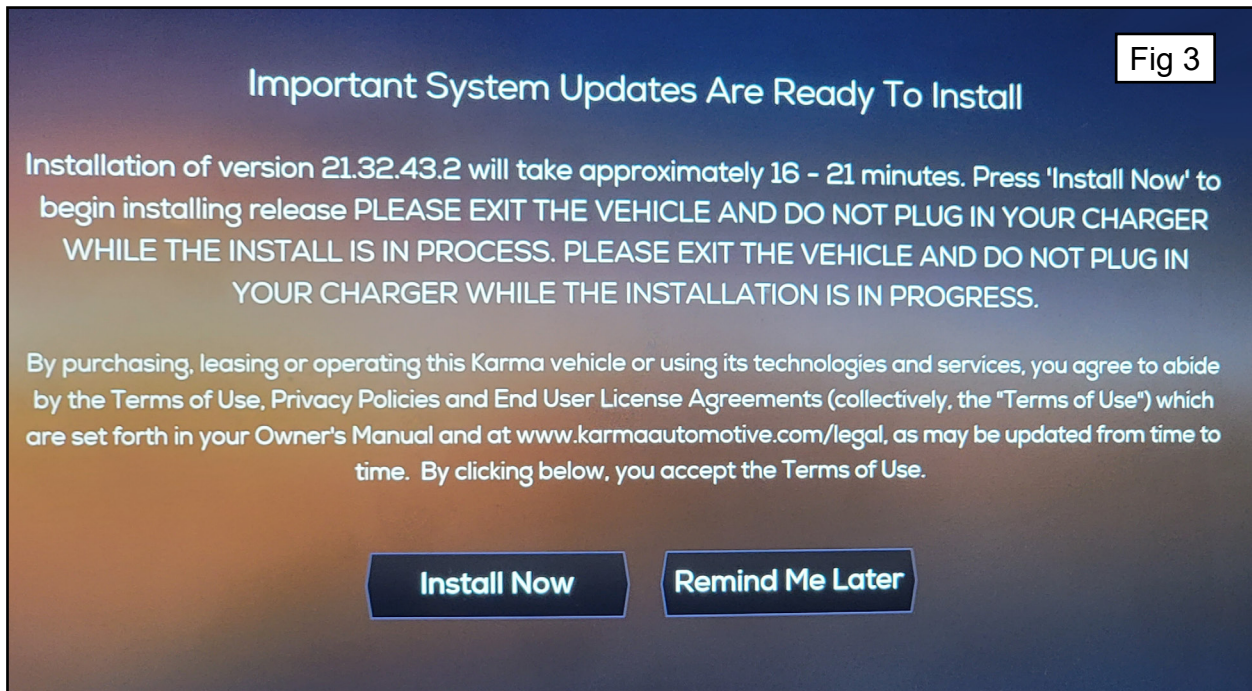 Fig 3
Important System Updates Are Ready To Install
Installation of version 21.32.43.2 will take approximately 16 - 21 minutes. Press 'Install Now' to
begin installing release PLEASE EXIT THE VEHICLE AND DO NOT PLUG IN YOUR CHARGER
WHILE THE INSTALL IS IN PROCESS. PLEASE EXIT THE VEHICLE AND DO NOT PLUG IN
YOUR CHARGER WHILE THE INSTALLATION IS IN PROGRESS.
By purchasing, leasing or operating this Karma vehicle or using its technologies and services, you agree to abide
by the Terms of Use, Privacy Policies and End User License Agreements (collectively, the "Terms of Use") which
are set forth in your Owner's Manual and at www.karmaautomotive.com/legal, as may be updated from time to
time. By clicking below, you accept the Terms of Use.
Install Now
Remind Me Later